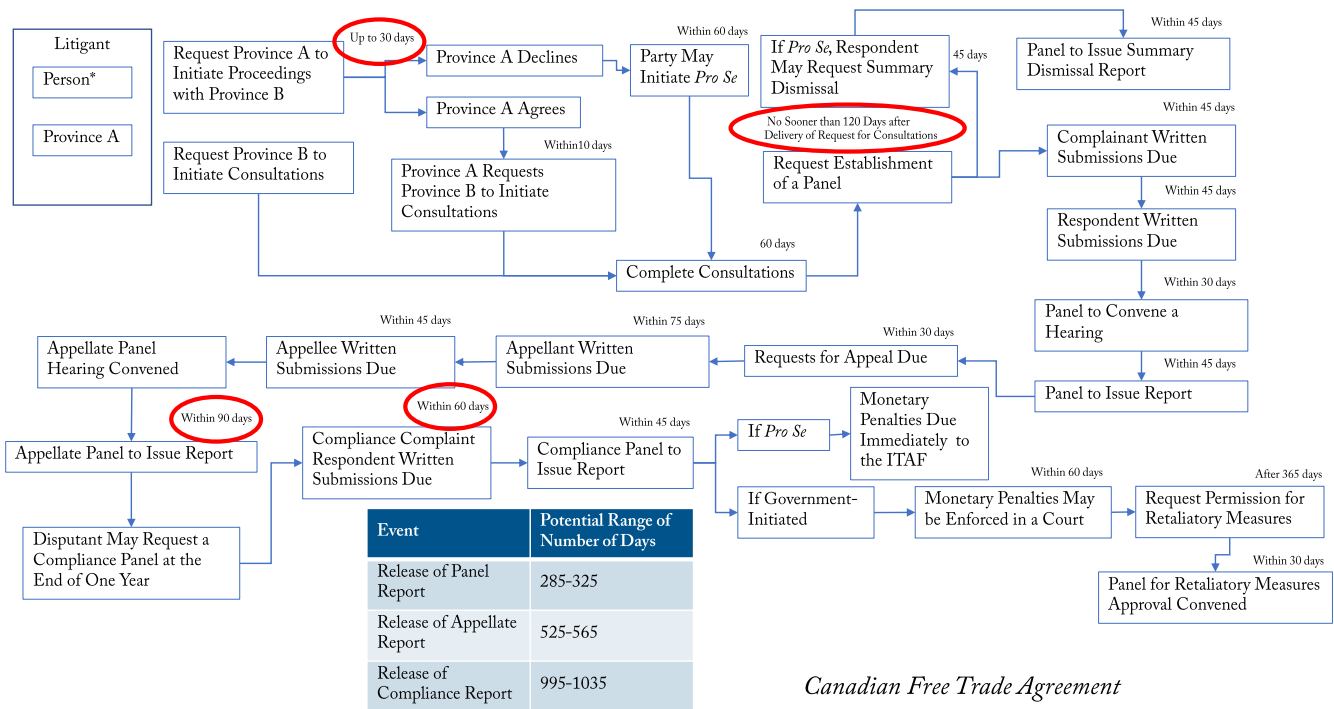 Litigant
Person*
Province A
Request Province A to
Initiate Proceedings
with Province B
Up to 30 days
Province A Declines
Province A Agrees
Within 60 days
Party May
Initiate Pro Se
If Pro Se, Respondent
May Request Summary
Dismissal
45 days
Within 45 days
Panel to Issue Summary
Dismissal Report
Request Province B to
Initiate Consultations
Within10 days
Province A Requests
Province B to Initiate
Consultations
No Sooner than 120 Days after
Delivery of Request for Consultations
Request Establishment
of a Panel
60 days
Complete Consultations
Within 45 days
Complainant Written
Submissions Due
Within 45 days
Respondent Written
Submissions Due
Within 30 days
Panel to Convene a
Hearing
Within 45 days
Panel to Issue Report
Within 30 days
Requests for Appeal Due
Within 75 days
Appellant Written
Submissions Due
Within 45 days
Appellee Written
Submissions Due
Appellate Panel
Hearing Convened
Within 90 days
Appellate Panel to Issue Report
Disputant May Request a
Compliance Panel at the
End of One Year
Within 60 days
Compliance Complaint
Respondent Written
Submissions Due
Within 45 days
Compliance Panel to
Issue Report
If Pro Se
Monetary
Penalties Due
Immediately to
the ITAF
If Government-
Initiated
Within 60 days
Monetary Penalties May
be Enforced in a Court
After 365 days
Request Permission for
Retaliatory Measures
Within 30 days
Panel for Retaliatory Measures
Approval Convened
Event
Potential Range of
Number of Days
Release of Panel
Report
285-325
Release of Appellate
Report
525-565
Release of
Compliance Report
995-1035
Canadian Free Trade Agreement